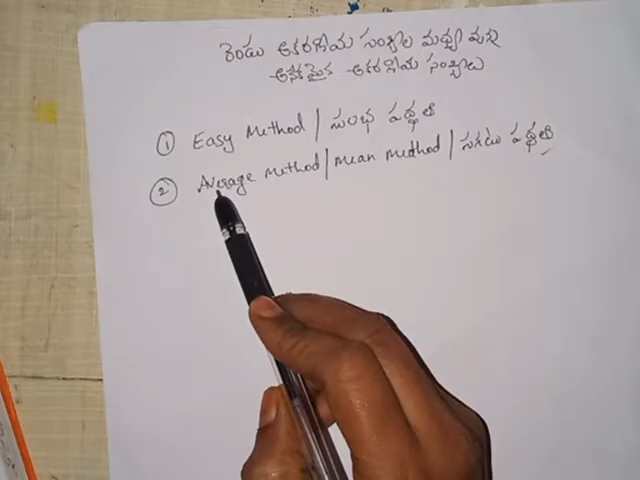 రెండు అకరణీయ సంఖ్యల మధ్య గల
అనేకమైన అకరణీయ సంఖ్యలు
① Easy Method | సులభ పద్ధతి
② Average method | Mean method | సగటు పద్ధతి